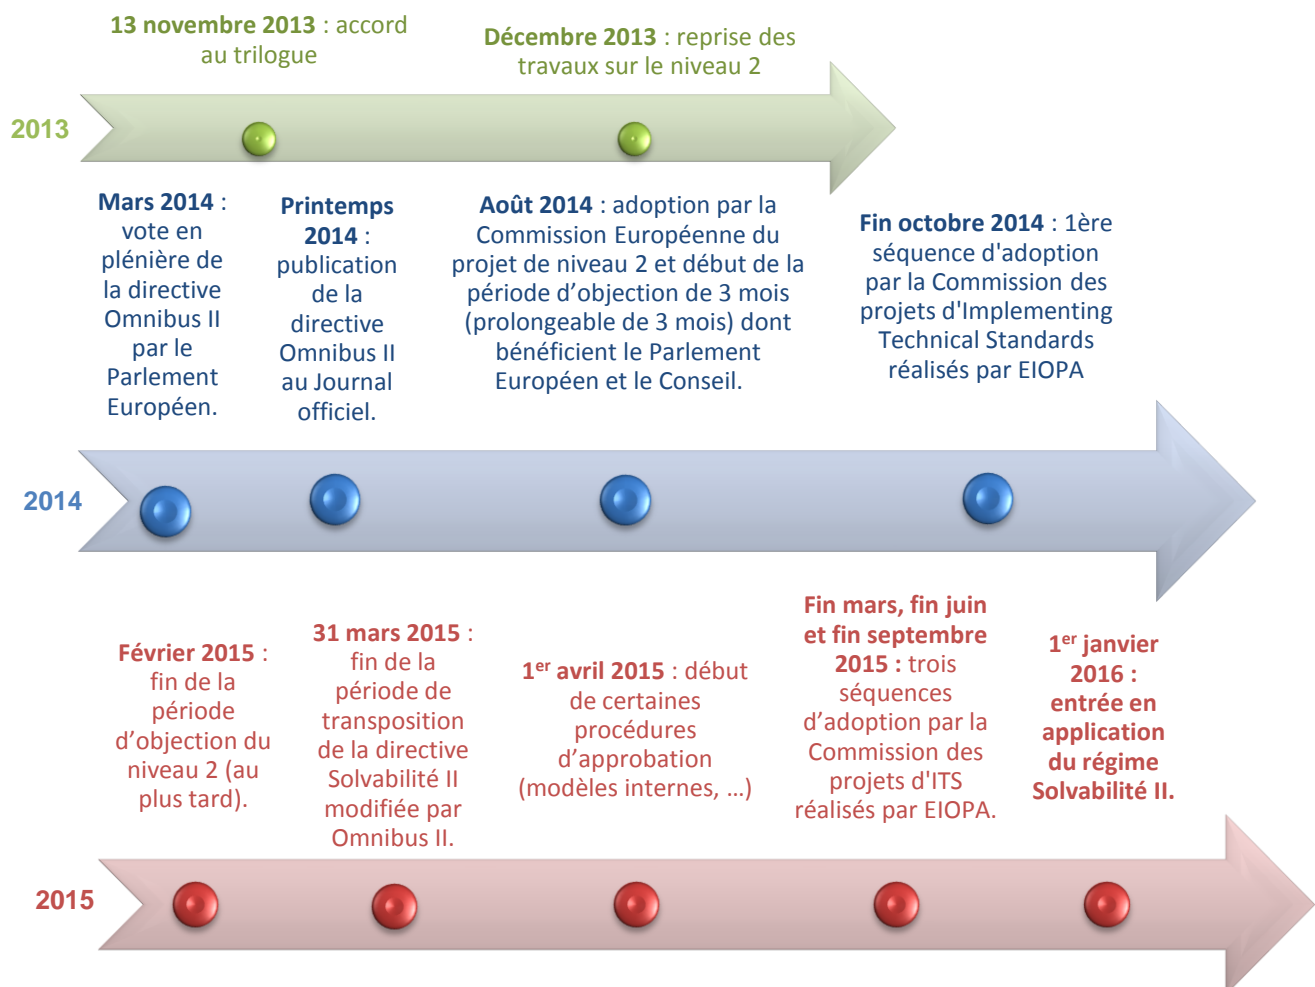 13 novembre 2013 : accord
au trilogue
Décembre 2013 : reprise des
travaux sur le niveau 2
2013
Mars 2014 :
vote en
plénière de
la directive
Omnibus II
par le
Parlement
Européen.
Printemps
2014 :
publication
de la
directive
Omnibus II
au Journal
officiel.
Août 2014 : adoption par la
Commission Européenne du
projet de niveau 2 et début de la
période d’objection de 3 mois
(prolongeable de 3 mois) dont
bénéficient le Parlement
Européen et le Conseil.
Fin octobre 2014 : 1ère
séquence d'adoption
par la Commission des
projets d'Implementing
Technical Standards
réalisés par EIOPA
2014
Février 2015 :
fin de la
période
d’objection du
niveau 2 (au
plus tard).
31 mars 2015 :
fin de la
période de
transposition
de la directive
Solvabilité II
modifiée par
Omnibus II.
1er avril 2015 : début
de certaines
procédures
d’approbation
(modèles internes, …)
Fin mars, fin juin
et fin septembre
2015 : trois
séquences
d’adoption par la
Commission des
projets d'ITS
réalisés par EIOPA.
1er janvier
2016 :
entrée en
application
du régime
Solvabilité II.
2015